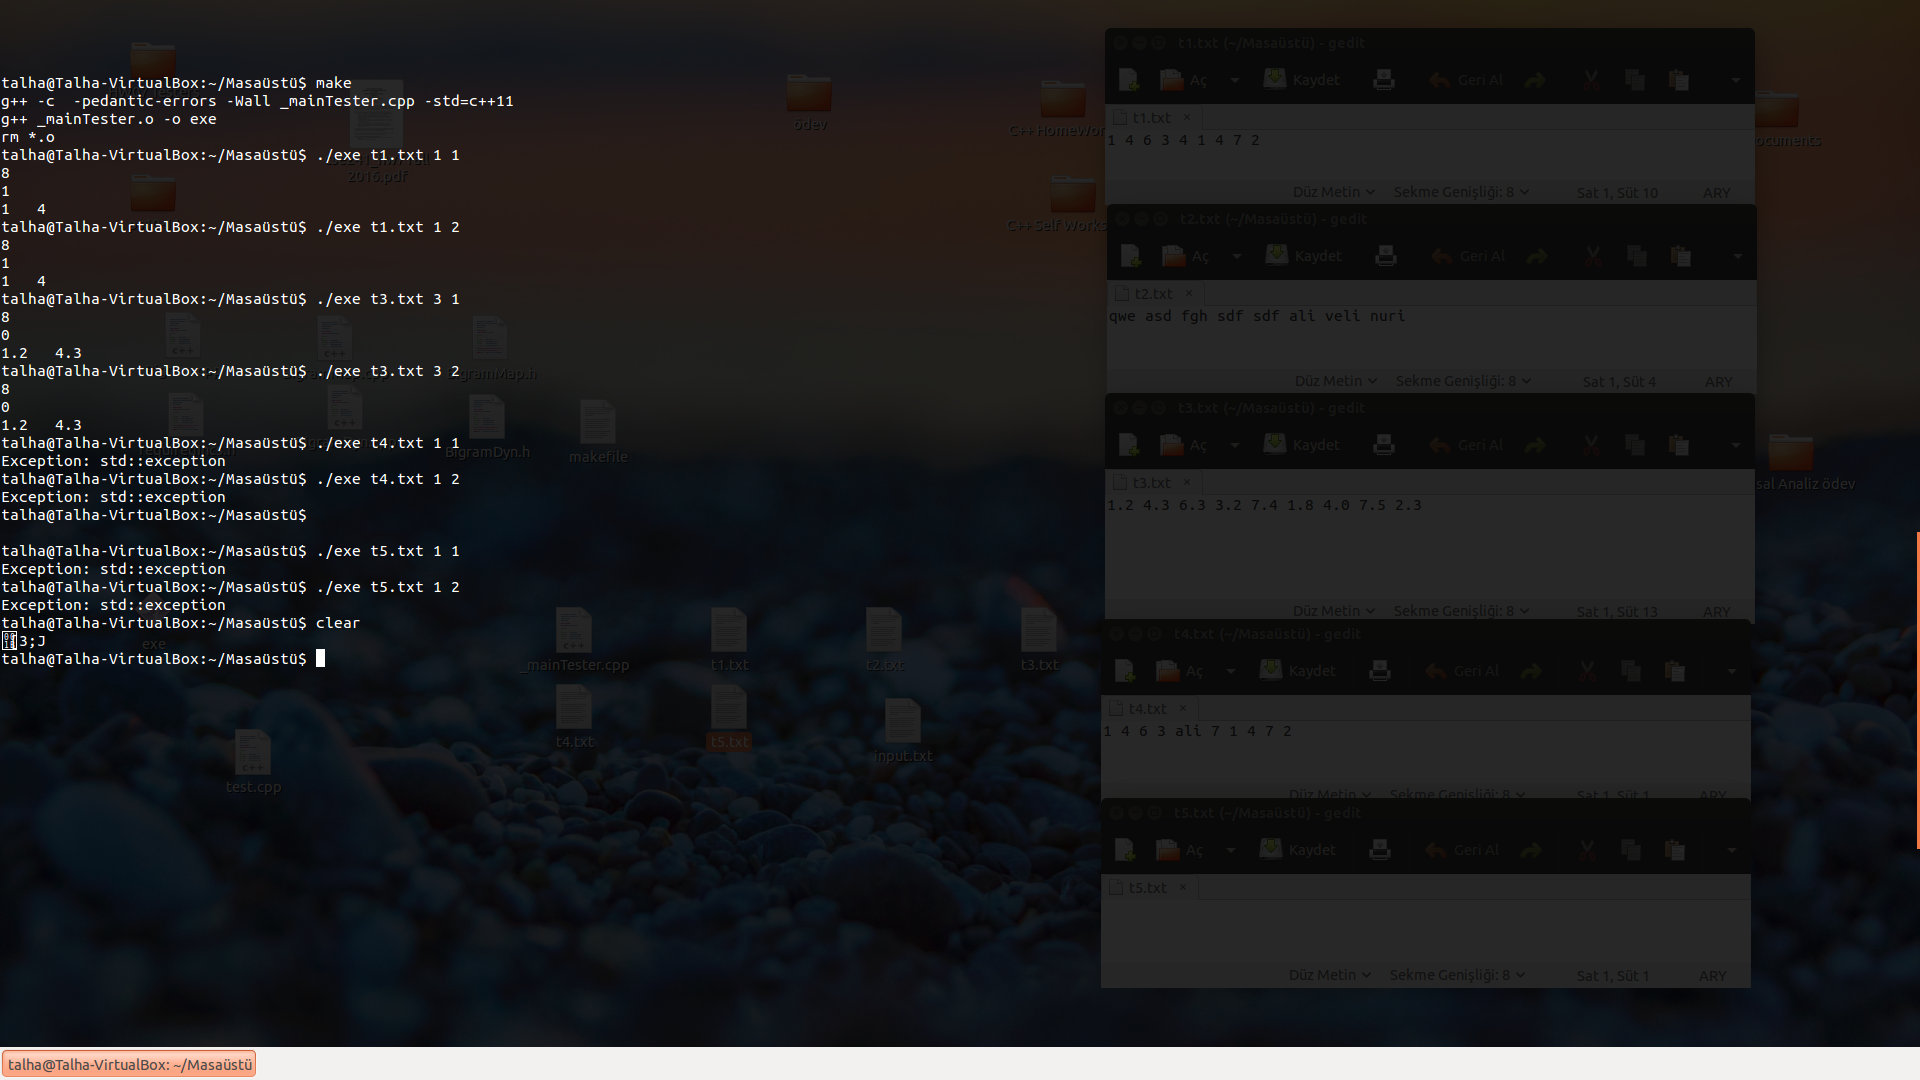 talha@Talha-VirtualBox:~/Masaüstü$ make
g++ -c  -pedantic-errors -Wall _mainTester.cpp -std=c++11
g++ _mainTester.o -o exe
rm *.o
talha@Talha-VirtualBox:~/Masaüstü$ ./exe t1.txt 1 1
8
1
1   4
talha@Talha-VirtualBox:~/Masaüstü$ ./exe t1.txt 1 2
8
1
1   4
talha@Talha-VirtualBox:~/Masaüstü$ ./exe t3.txt 3 1
8
0
1.2   4.3
talha@Talha-VirtualBox:~/Masaüstü$ ./exe t3.txt 3 2
8
0
1.2   4.3
talha@Talha-VirtualBox:~/Masaüstü$ ./exe t4.txt 1 1
Exception: std::exception
talha@Talha-VirtualBox:~/Masaüstü$ ./exe t4.txt 1 2
Exception: std::exception
talha@Talha-VirtualBox:~/Masaüstü$
talha@Talha-VirtualBox:~/Masaüstü$ ./exe t5.txt 1 1
Exception: std::exception
talha@Talha-VirtualBox:~/Masaüstü$ ./exe t5.txt 1 2
Exception: std::exception
talha@Talha-VirtualBox:~/Masaüstü$ clear
3;J
talha@Talha-VirtualBox:~/Masaüstü$
2016.pdf
ödev
C++ HomeWor
C++ Self Works
ocuments
sal Analiz ödev
BigramDyn.h
makefile
exe
_mainTester.cpp
t1.txt
t2.txt
t3.txt
t4.txt
t5.txt
input.txt
test.cpp
t1.txt (~/Masaüstü) - gedit
Aç Kaydet Geri Al
t1.txt ×
1 4 6 3 4 1 4 7 2
Düz Metin Sekme Genişliği: 8 Sat 1, Süt 10 ARY
t2.txt (~/Masaüstü) - gedit
Aç Kaydet Geri Al
t2.txt ×
qwe asd fgh sdf sdf ali veli nuri
Düz Metin Sekme Genişliği: 8 Sat 1, Süt 4 ARY
t3.txt (~/Masaüstü) - gedit
Aç Kaydet Geri Al
t3.txt ×
1.2 4.3 6.3 3.2 7.4 1.8 4.0 7.5 2.3
Düz Metin Sekme Genişliği: 8 Sat 1, Süt 13 ARY
t4.txt (~/Masaüstü) - gedit
Aç Kaydet Geri Al
t4.txt ×
1 4 6 3 ali 7 1 4 7 2
Düz Metin Sekme Genişliği: 8 Sat 1, Süt 1 ARY
t5.txt (~/Masaüstü) - gedit
Aç Kaydet Geri Al
t5.txt ×
Düz Metin Sekme Genişliği: 8 Sat 1, Süt 1 ARY
talha@Talha-VirtualBox: ~/Masaüstü